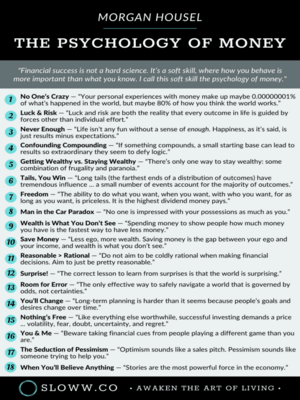 MORGAN HOUSEL
THE PSYCHOLOGY OF MONEY
"Financial success is not a hard science. It's a soft skill, where how you behave is
more important than what you know. I call this soft skill the psychology of money."
1 No One's Crazy — "Your personal experiences with money make up maybe 0.00000001%
of what's happened in the world, but maybe 80% of how you think the world works."
2 Luck & Risk — "Luck and risk are both the reality that every outcome in life is guided by
forces other than individual effort."
3 Never Enough — "Life isn't any fun without a sense of enough. Happiness, as it's said, is
just results minus expectations."
4 Confounding Compounding — "If something compounds, a small starting base can lead to
results so extraordinary they seem to defy logic."
5 Getting Wealthy vs. Staying Wealthy — "There's only one way to stay wealthy: some
combination of frugality and paranoia."
6 Tails, You Win — "Long tails (the farthest ends of a distribution of outcomes) have
tremendous influence ... a small number of events account for the majority of outcomes."
7 Freedom — "The ability to do what you want, when you want, with who you want, for as
long as you want, is priceless. It is the highest dividend money pays."
8 Man in the Car Paradox — "No one is impressed with your possessions as much as you."
9 Wealth is What You Don't See — "Spending money to show people how much money
you have is the fastest way to have less money."
10 Save Money — "Less ego, more wealth. Saving money is the gap between your ego and
your income, and wealth is what you don't see."
11 Reasonable > Rational — "Do not aim to be coldly rational when making financial
decisions. Aim to just be pretty reasonable."
12 Surprise! — "The correct lesson to learn from surprises is that the world is surprising."
13 Room for Error — "The only effective way to safely navigate a world that is governed by
odds, not certainties."
14 You'll Change — "Long-term planning is harder than it seems because people's goals and
desires change over time."
15 Nothing's Free — "Like everything else worthwhile, successful investing demands a price
... volatility, fear, doubt, uncertainty, and regret."
16 You & Me — "Beware taking financial cues from people playing a different game than you
are."
17 The Seduction of Pessimism — "Optimism sounds like a sales pitch. Pessimism sounds like
someone trying to help you."
18 When You'll Believe Anything — "Stories are the most powerful force in the economy."
SLOWW.CO • AWAKEN THE ART OF LIVING •